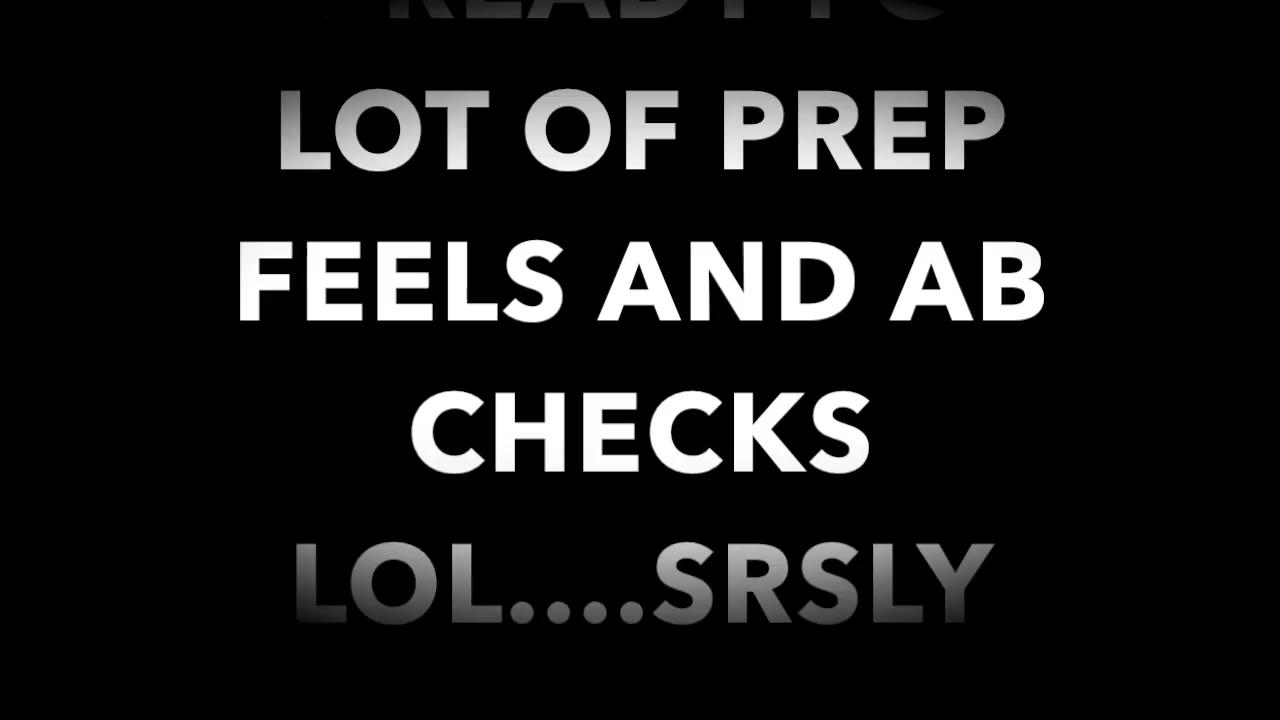 LOT OF PREP
FEELS AND AB
CHECKS
LOL....SRSLY